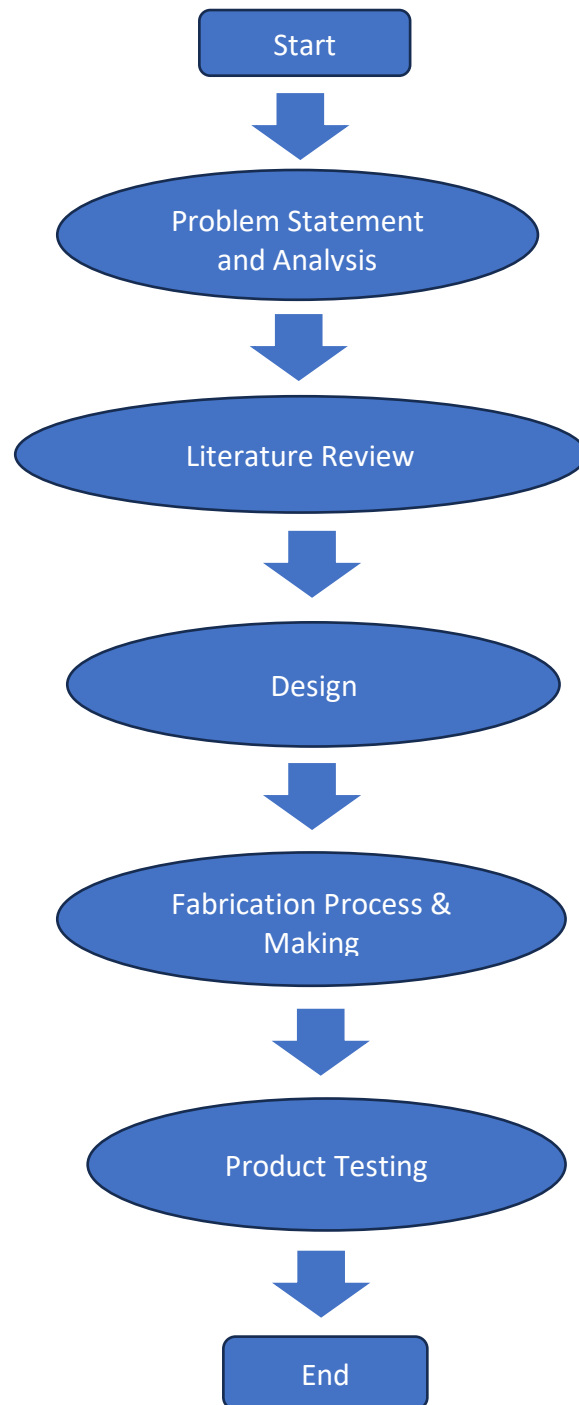 Start
Problem Statement
and Analysis
Literature Review
Design
Fabrication Process &
Making
Product Testing
End